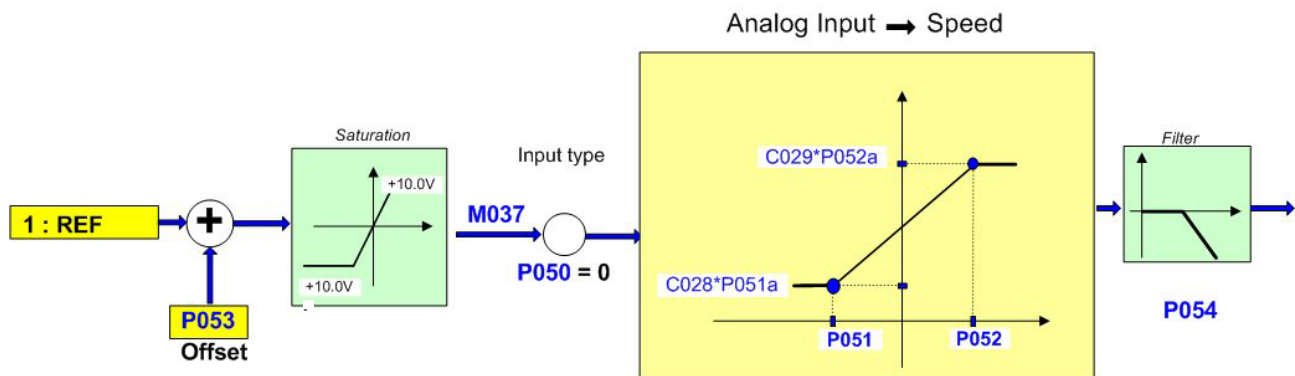 Analog Input → Speed
Saturation
+10.0V
+10.0V
-
1 : REF
+
P053
Offset
Input type
M037
P050 = 0
C029*P052a
C028*P051a
P051
P052
Filter
P054